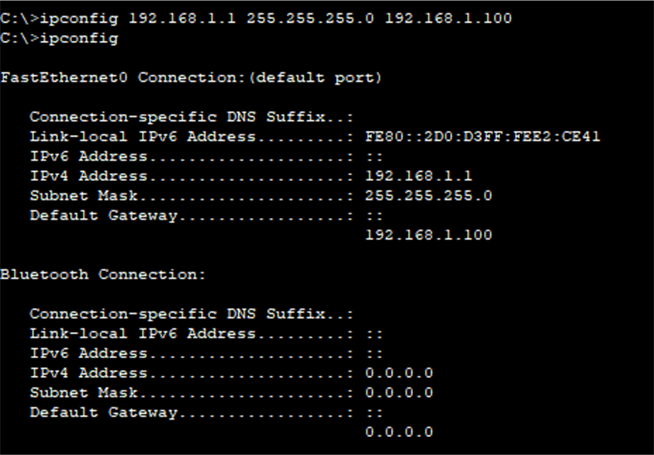 C:\>ipconfig 192.168.1.1 255.255.255.0 192.168.1.100
C:\>ipconfig
FastEthernet0 Connection:(default port)
Connection-specific DNS Suffix..:
Link-local IPv6 Address.........: FE80::2D0:D3FF:FEE2:CE41
IPv6 Address....................: ::
IPv4 Address....................: 192.168.1.1
Subnet Mask.....................: 255.255.255.0
Default Gateway.................: ::
192.168.1.100
Bluetooth Connection:
Connection-specific DNS Suffix..:
Link-local IPv6 Address.........: ::
IPv6 Address....................: ::
IPv4 Address....................: 0.0.0.0
Subnet Mask.....................: 0.0.0.0
Default Gateway.................: ::
0.0.0.0